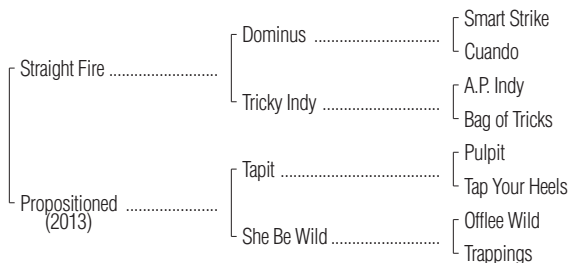 Smart Strike
Dominus ..............................
Cuando
Straight Fire ..........................
A.P. Indy
Tricky Indy ............................
Bag of Tricks
Pulpit
Tapit ......................................
Tap Your Heels
Propositioned ......................
(2013)
Offlee Wild
She Be Wild ..........................
Trappings